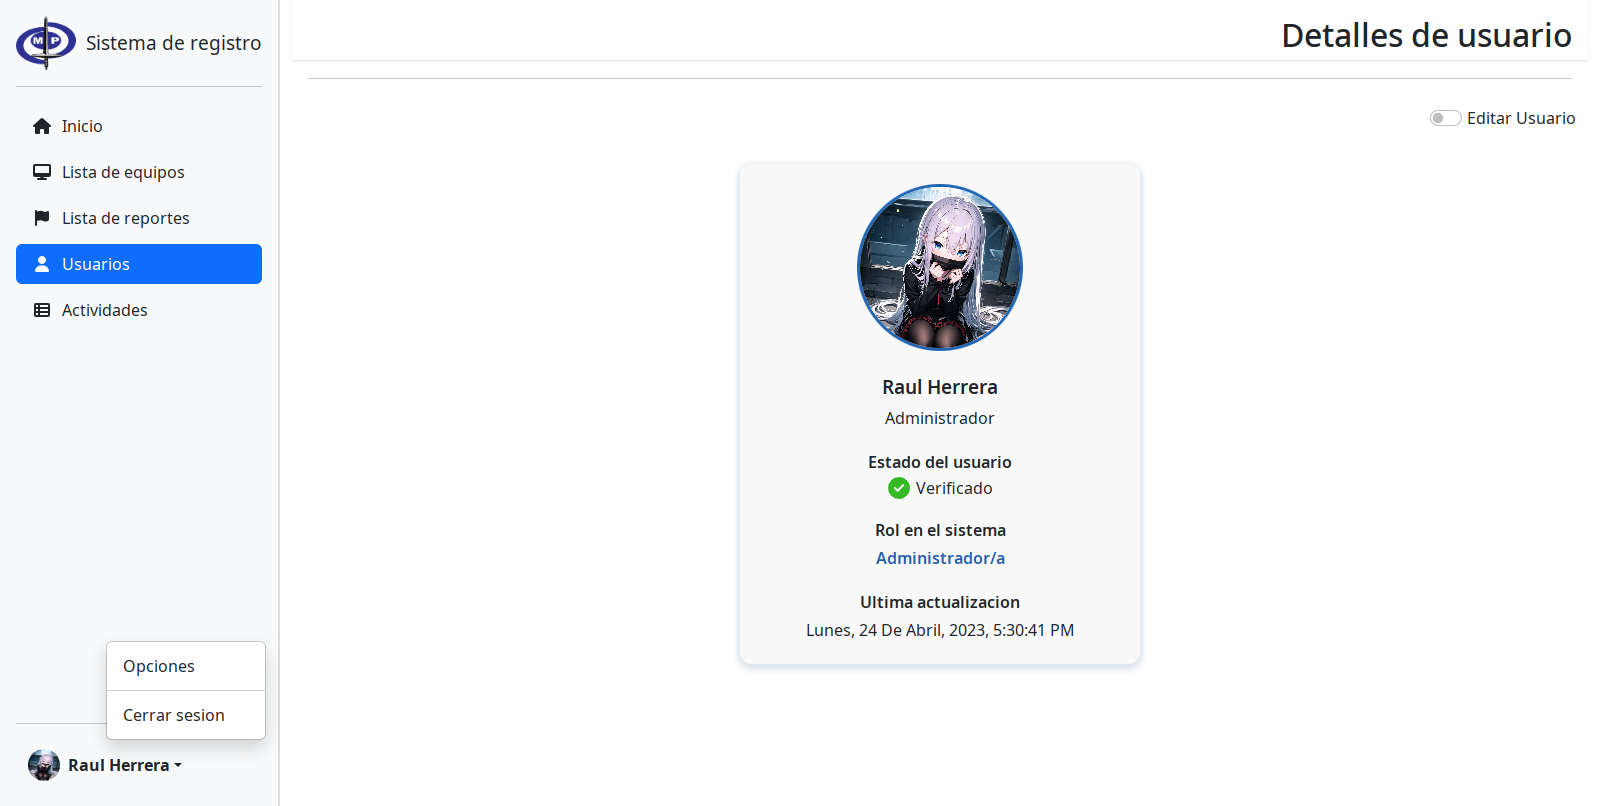 MP
Sistema de registro
Inicio
Lista de equipos
Lista de reportes
Usuarios
Actividades
Opciones
Cerrar sesion
Raul Herrera
Detalles de usuario
Editar Usuario
Raul Herrera
Administrador
Estado del usuario
Verificado
Rol en el sistema
Administrador/a
Ultima actualizacion
Lunes, 24 De Abril, 2023, 5:30:41 PM